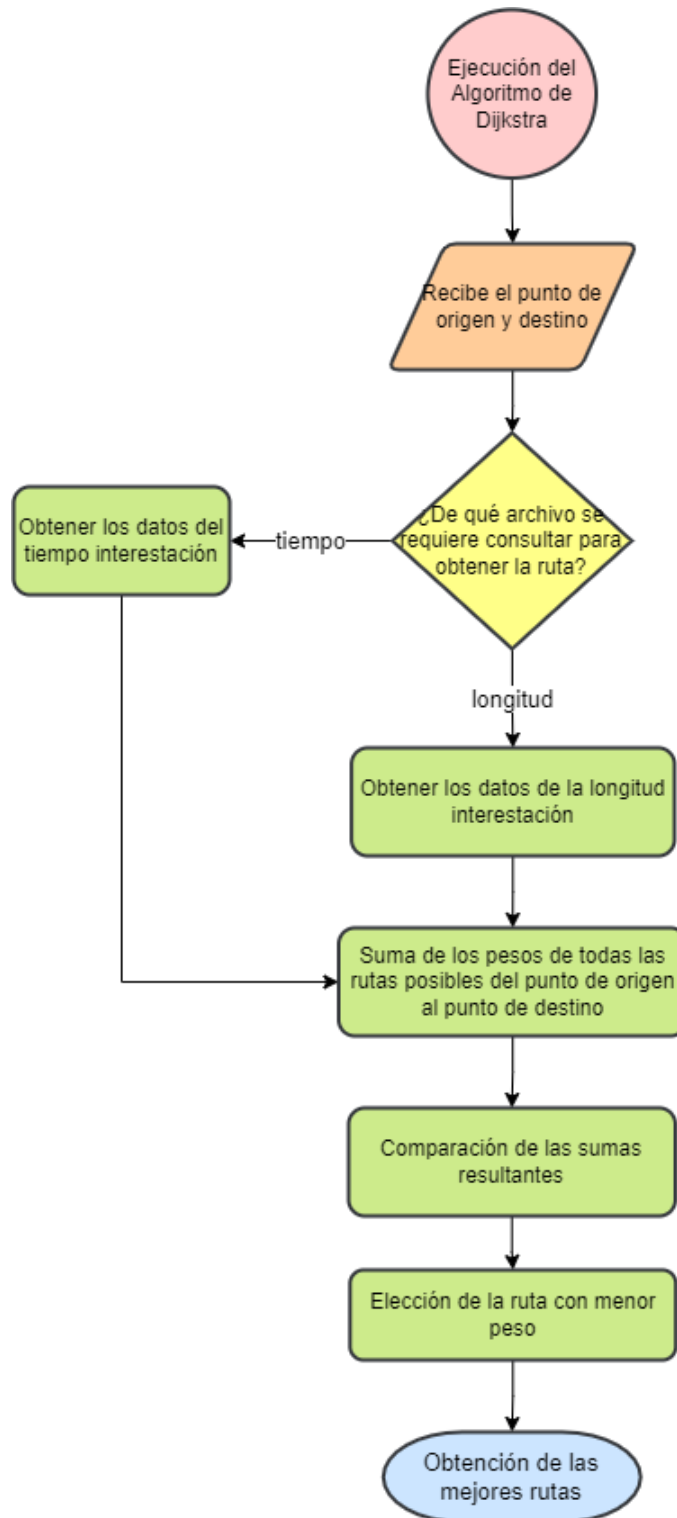 Ejecución del
Algoritmo de
Dijkstra
Recibe el punto de
origen y destino
¿De qué archivo se
requiere consultar para
obtener la ruta?
tiempo
Obtener los datos del
tiempo interestación
longitud
Obtener los datos de la longitud
interestación
Suma de los pesos de todas las
rutas posibles del punto de origen
al punto de destino
Comparación de las sumas
resultantes
Elección de la ruta con menor
peso
Obtención de las
mejores rutas